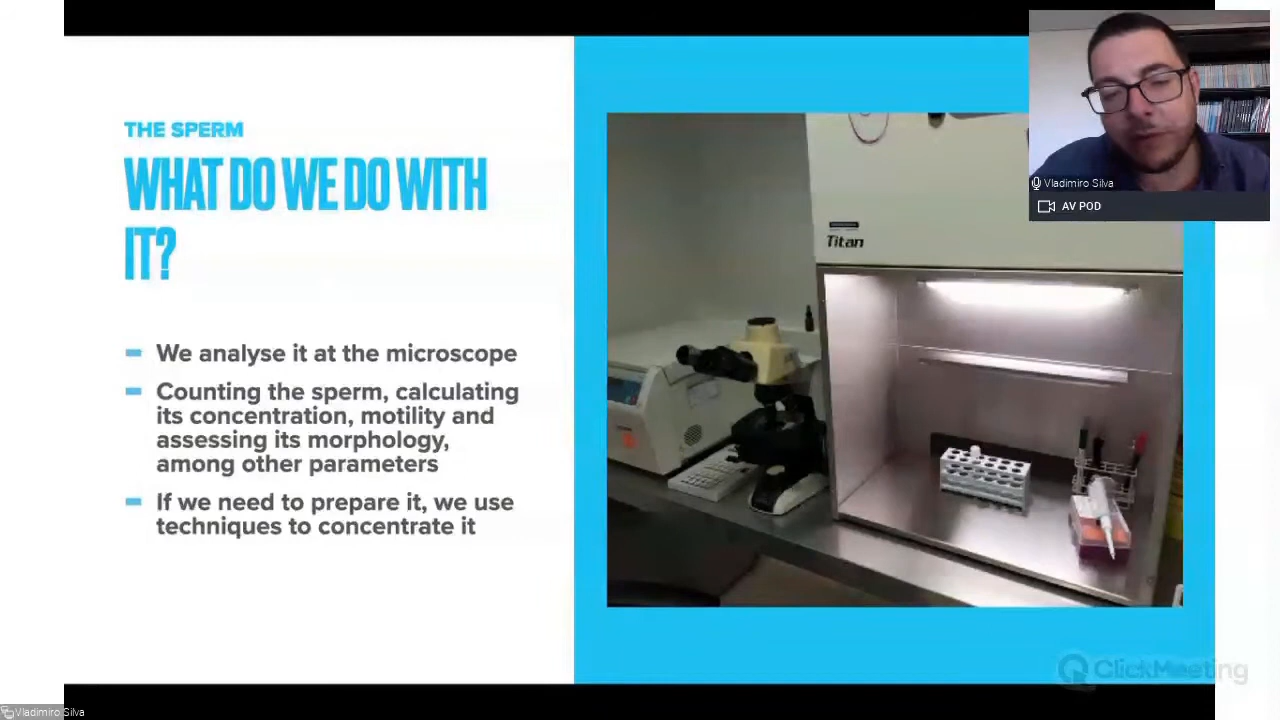 THE SPERM
WHAT DO WE DO WITH
IT?
We analyse it at the microscope
Counting the sperm, calculating
its concentration, motility and
assessing its morphology,
among other parameters
If we need to prepare it, we use
techniques to concentrate it
Titan
Vladimiro Silva
AV POD
ClickMeeting
Vladimiro Silva